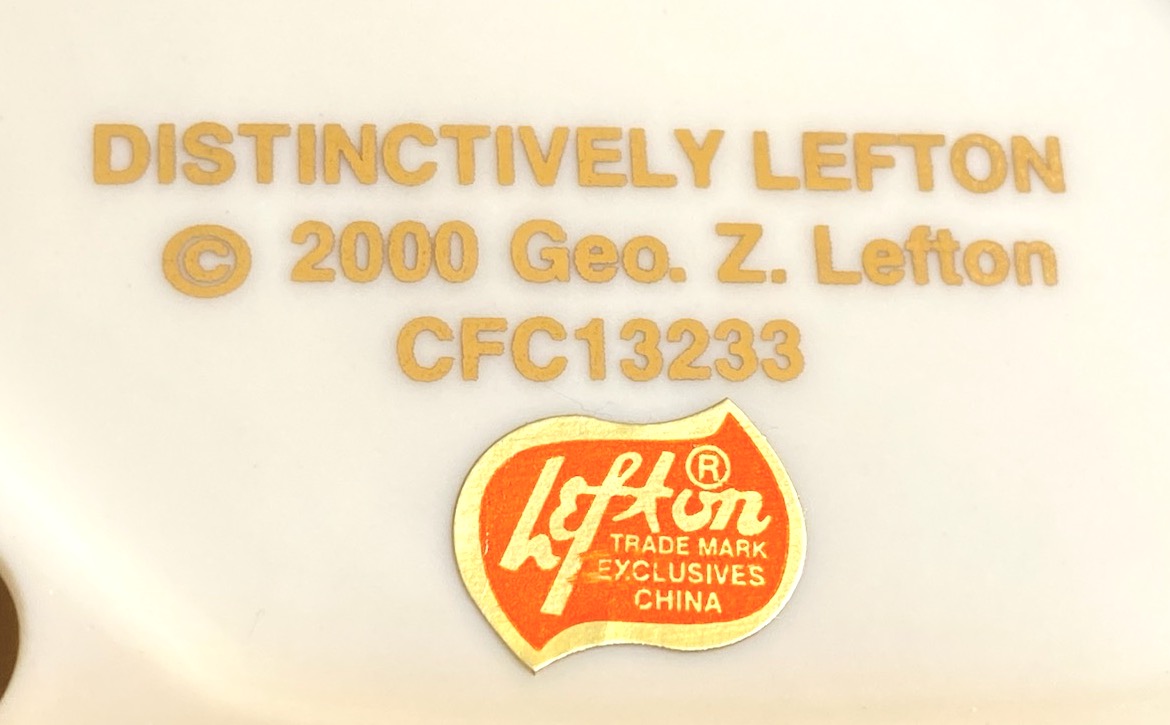 DISTINCTIVELY LEFTON
© 2000 Geo. Z. Lefton
CFC13233
Lefton®
TRADE MARK
EXCLUSIVES
CHINA